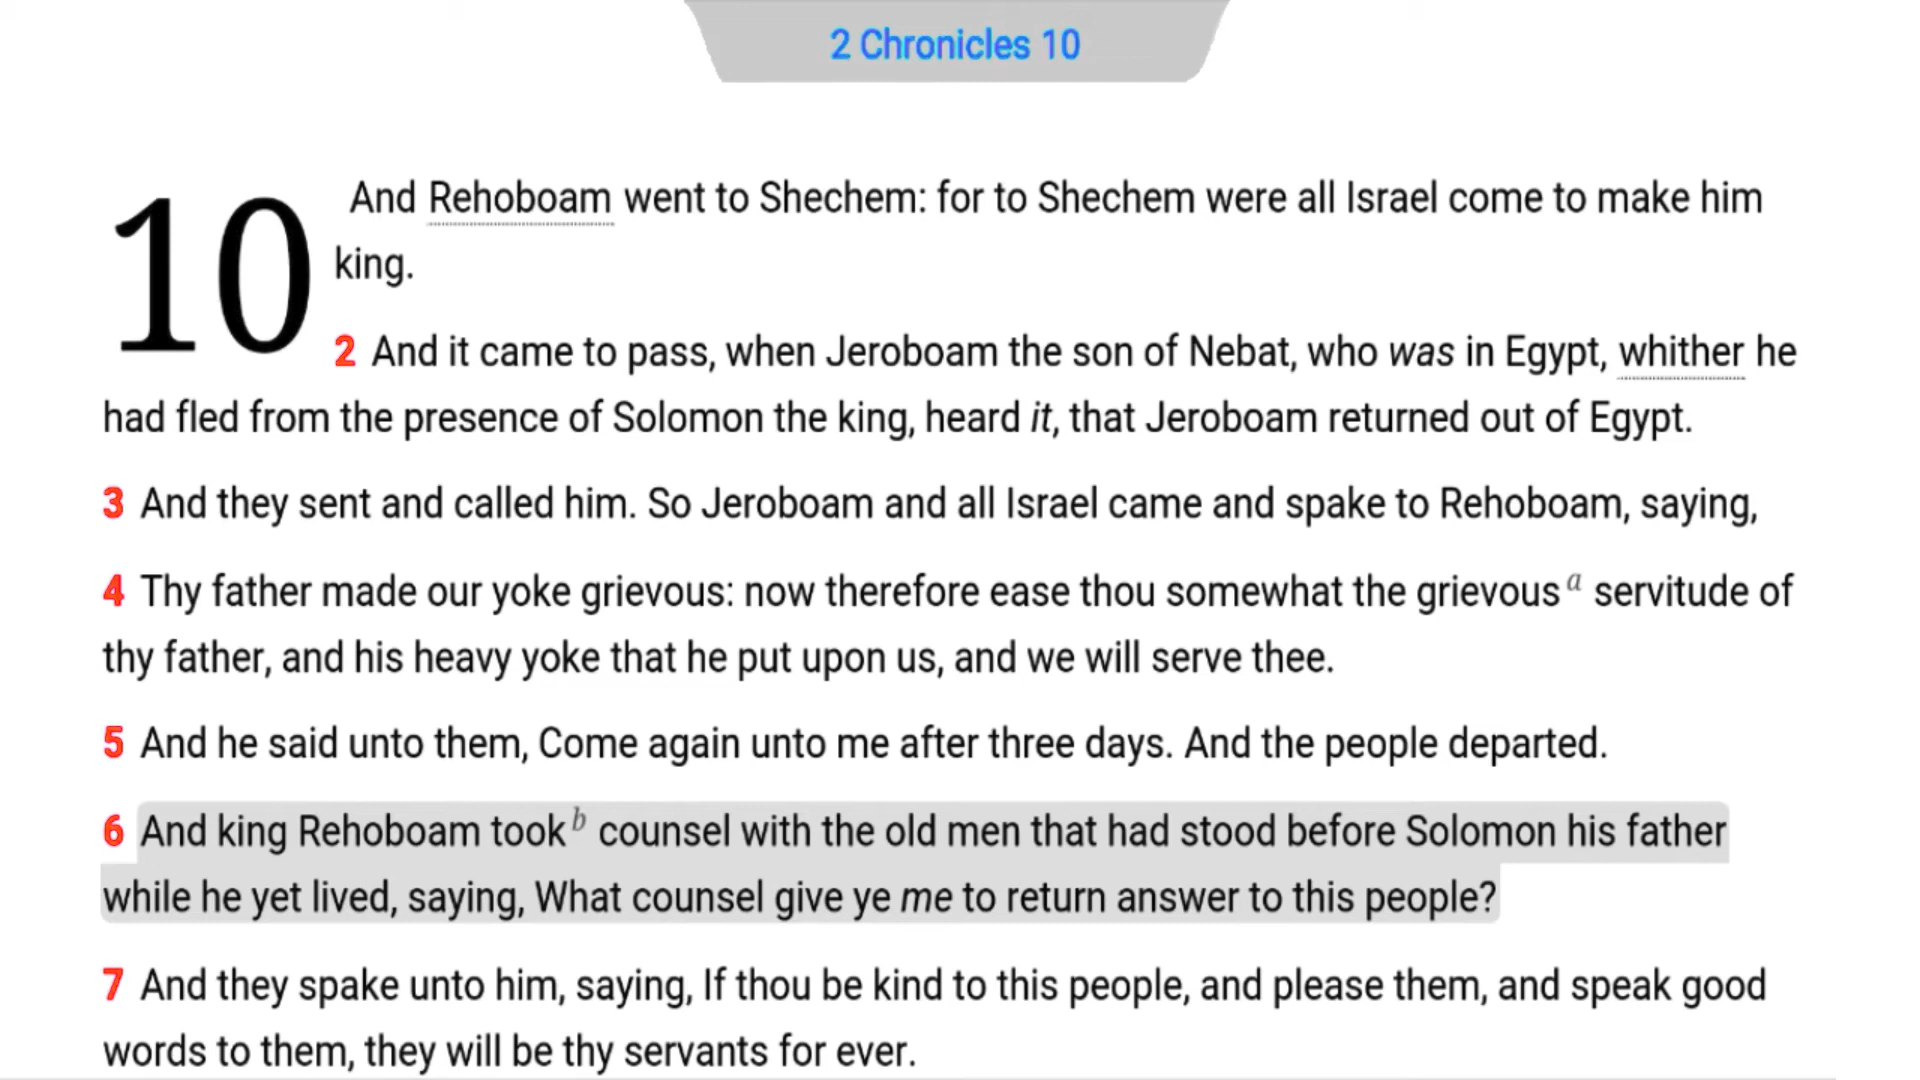 2 Chronicles 10
10 And Rehoboam went to Shechem: for to Shechem were all Israel come to make him
king.
2 And it came to pass, when Jeroboam the son of Nebat, who was in Egypt, whither he
had fled from the presence of Solomon the king, heard it, that Jeroboam returned out of Egypt.
3 And they sent and called him. So Jeroboam and all Israel came and spake to Rehoboam, saying,
4 Thy father made our yoke grievous: now therefore ease thou somewhat the grievous a servitude of
thy father, and his heavy yoke that he put upon us, and we will serve thee.
5 And he said unto them, Come again unto me after three days. And the people departed.
6 And king Rehoboam took b counsel with the old men that had stood before Solomon his father
while he yet lived, saying, What counsel give ye me to return answer to this people?
7 And they spake unto him, saying, If thou be kind to this people, and please them, and speak good
words to them, they will be thy servants for ever.